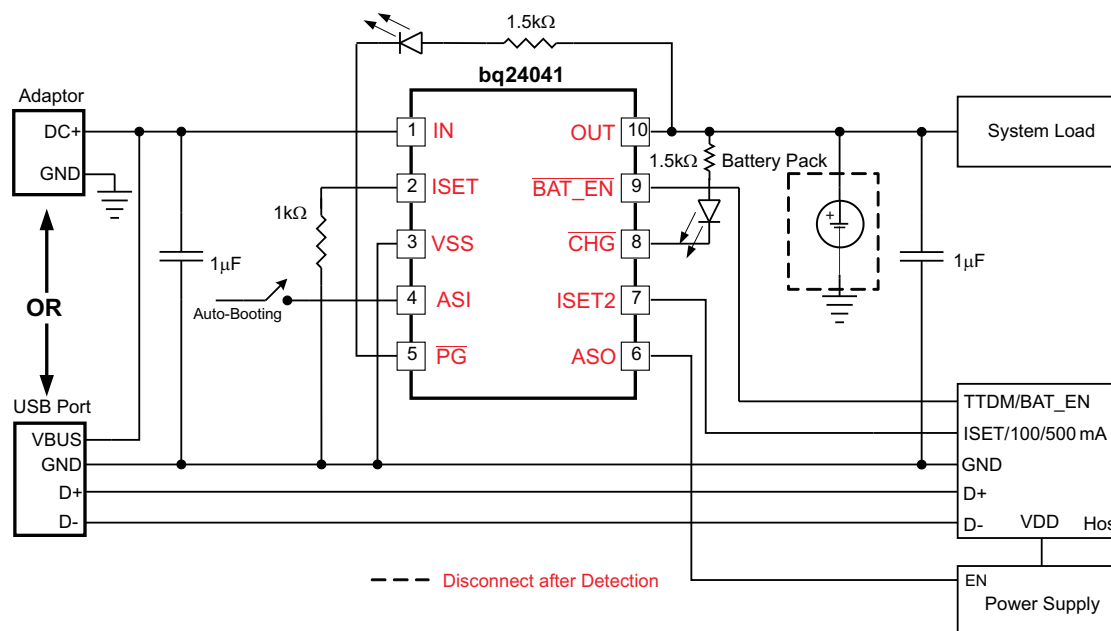 1.5kΩ
bq24041
Adaptor
DC+
GND
1 IN
OUT 10
System Load
1.5kΩ
Battery Pack
2 ISET
BAT_EN 9
1kΩ
+
3 VSS
CHG 8
1μF
1μF
OR
Auto-Booting
4 ASI
ISET2 7
5 PG
ASO 6
USB Port
VBUS
GND
D+
D-
TTDM/BAT_EN
ISET/100/500 mA
GND
D+
D-
VDD
Hos
Disconnect after Detection
EN
Power Supply